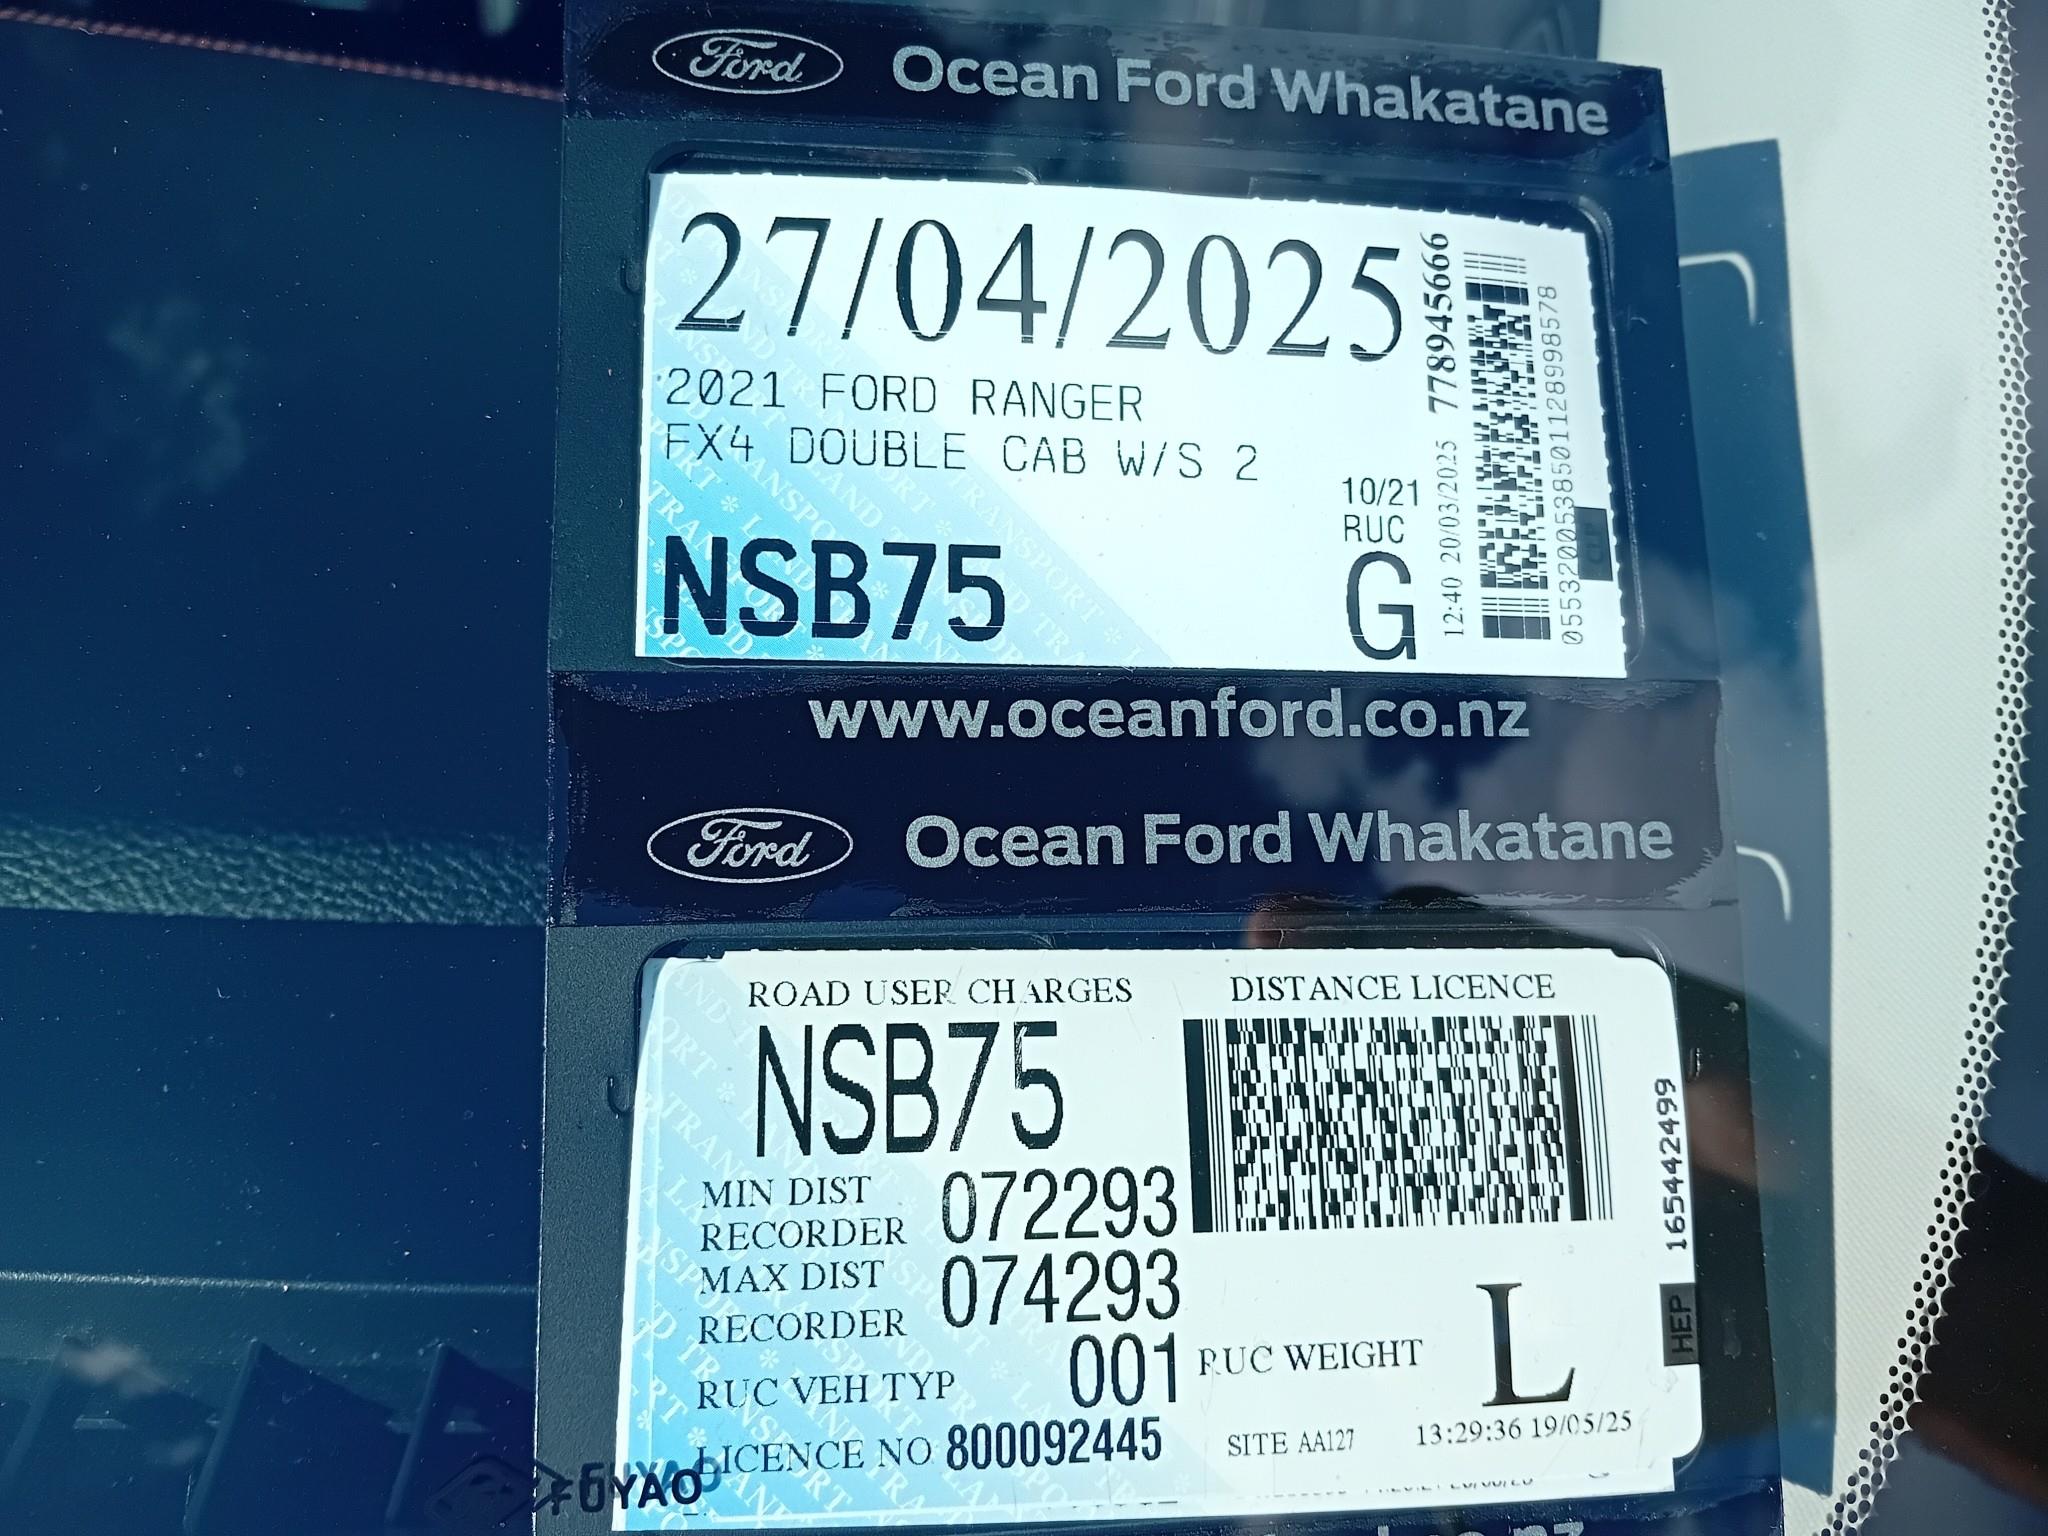 Ford Ocean Ford Whakatane
27/04/2025
2021 FORD RANGER
FX4 DOUBLE CAB W/S 2
10/21
RUC
NSB75
G
12:40 20/03/2025 778945666
0553200538501128998578
CLF
www.oceanford.co.nz
Ford Ocean Ford Whakatane
ROAD USER CHARGES DISTANCE LICENCE
NSB75
MIN DIST
RECORDER 072293
MAX DIST
RECORDER 074293
RUC VEH TYP 001 RUC WEIGHT L
LICENCE NO 800092445 SITE AA127 13:29:36 19/05/25
HEP 165442499